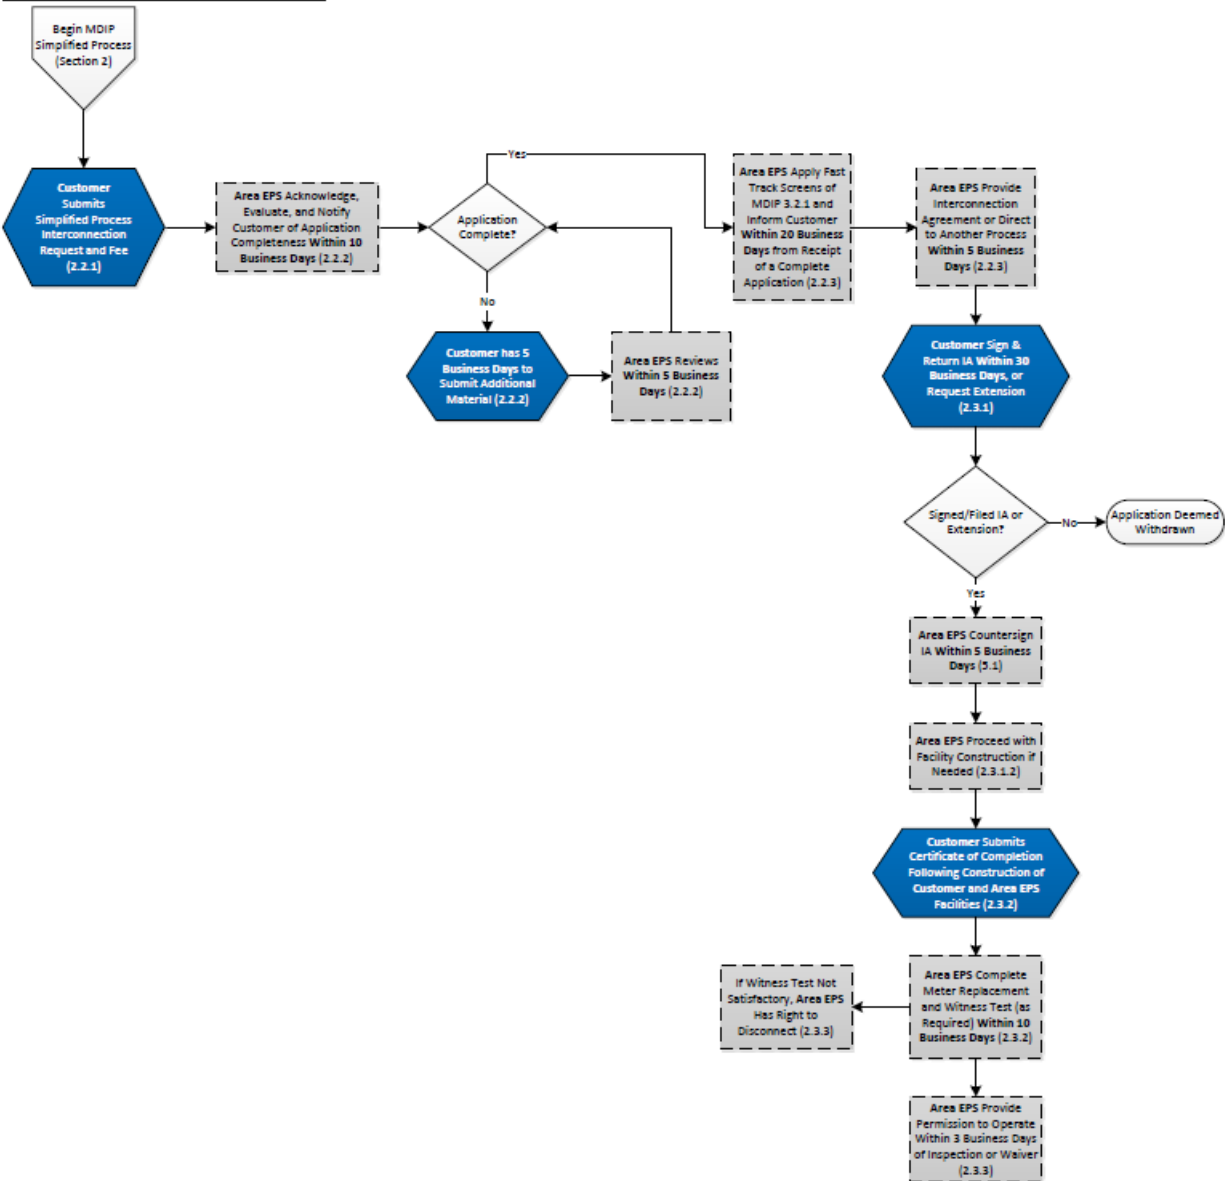 Begin MDIP
Simplified Process
(Section 2)
Customer
Submits
Simplified Process
Interconnection
Request and Fee
(2.2.1)
Area EPS Acknowledge,
Evaluate, and Notify
Customer of Application
Completeness Within 10
Business Days (2.2.2)
Application
Complete?
Yes
No
Customer has 5
Business Days to
Submit Additional
Material (2.2.2)
Area EPS Reviews
Within 5 Business
Days (2.2.2)
Area EPS Apply Fast
Track Screens of
MDIP 3.2.1 and
Inform Customer
Within 20 Business
Days from Receipt
of a Complete
Application (2.2.3)
Area EPS Provide
Interconnection
Agreement or Direct
to Another Process
Within 5 Business
Days (2.2.3)
Customer Sign &
Return IA Within 30
Business Days, or
Request Extension
(2.3.1)
Signed/Filed IA or
Extension?
No
Application Deemed
Withdrawn
Yes
Area EPS Countersign
IA Within 5 Business
Days (5.1)
Area EPS Proceed with
Facility Construction if
Needed (2.3.1.2)
Customer Submits
Certificate of Completion
Following Construction of
Customer and Area EPS
Facilities (2.3.2)
Area EPS Complete
Meter Replacement
and Witness Test (as
Required) Within 10
Business Days (2.3.2)
If Witness Test Not
Satisfactory, Area EPS
Has Right to
Disconnect (2.3.3)
Area EPS Provide
Permission to Operate
Within 3 Business Days
of Inspection or Waiver
(2.3.3)